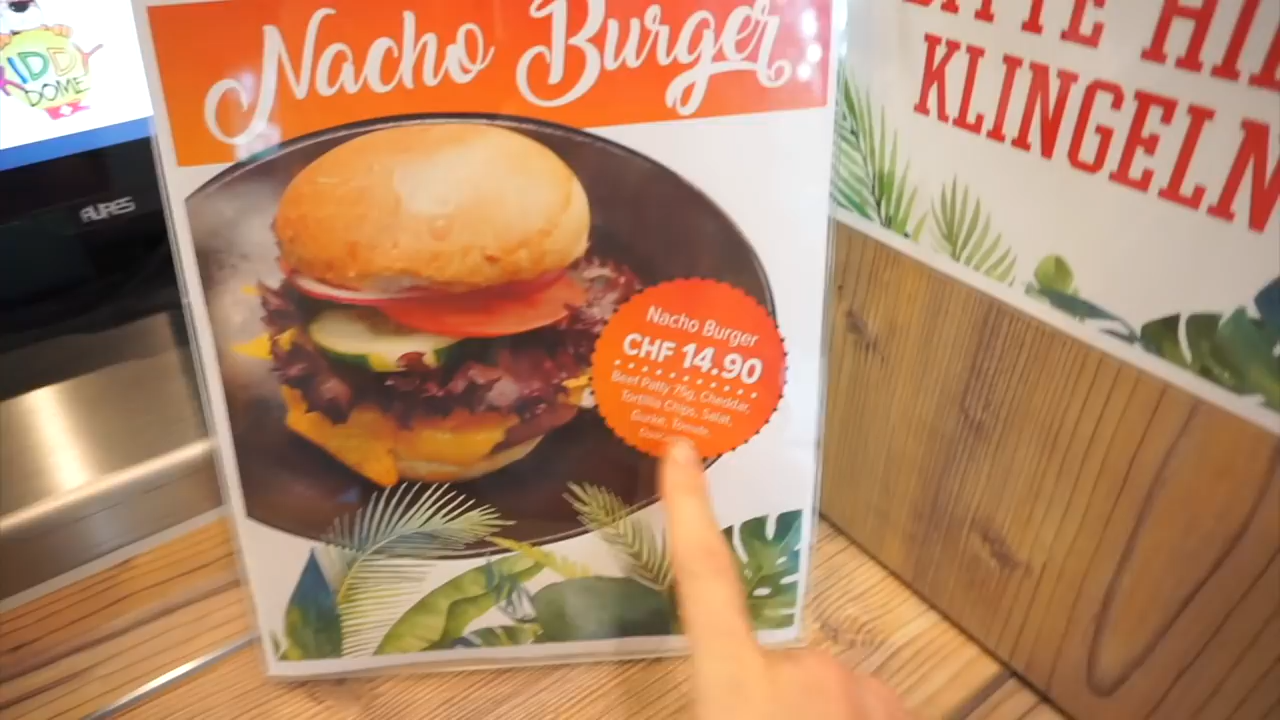 Nacho Burger
KIDDY
DOME
AURES
KLINGELN
Nacho Burger
CHF 14.90
Beef Patty 75g, Cheddar,
Tortilla Chips, Salat,
Gurke, Tomate,